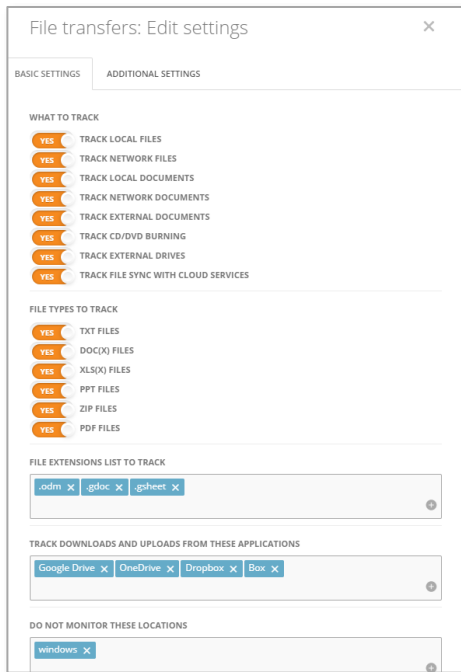 File transfers: Edit settings ×
BASIC SETTINGS ADDITIONAL SETTINGS
WHAT TO TRACK
YES TRACK LOCAL FILES
YES TRACK NETWORK FILES
YES TRACK LOCAL DOCUMENTS
YES TRACK NETWORK DOCUMENTS
YES TRACK EXTERNAL DOCUMENTS
YES TRACK CD/DVD BURNING
YES TRACK EXTERNAL DRIVES
YES TRACK FILE SYNC WITH CLOUD SERVICES
FILE TYPES TO TRACK
YES TXT FILES
YES DOC(X) FILES
YES XLS(X) FILES
YES PPT FILES
YES ZIP FILES
YES PDF FILES
FILE EXTENSIONS LIST TO TRACK
.odm × .gdoc × .gsheet ×
TRACK DOWNLOADS AND UPLOADS FROM THESE APPLICATIONS
Google Drive × OneDrive × Dropbox × Box ×
DO NOT MONITOR THESE LOCATIONS
windows ×